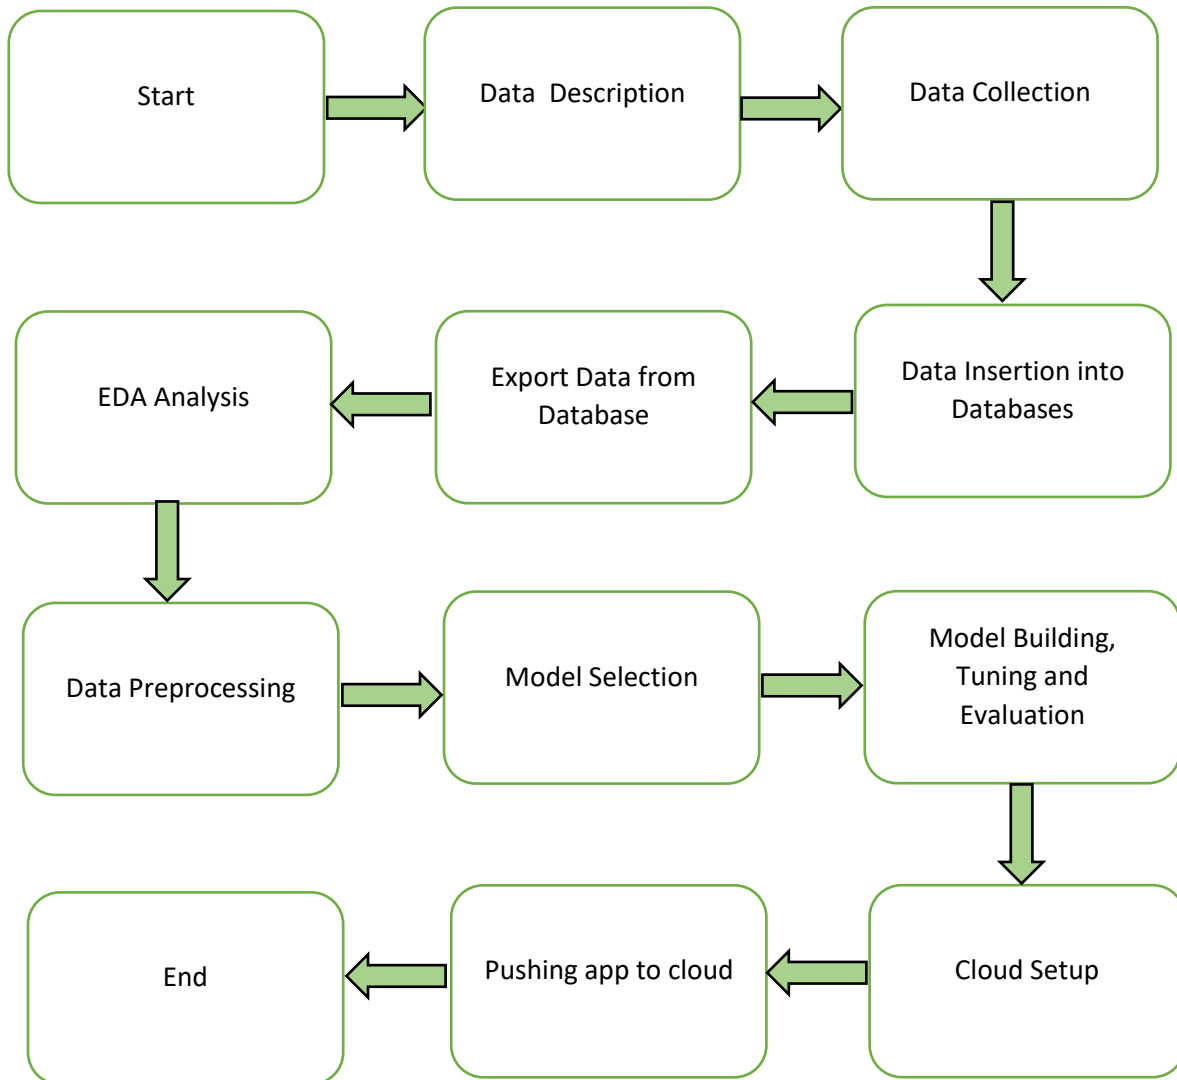 Start
Data  Description
Data Collection
Data Insertion into
Databases
Export Data from
Database
EDA Analysis
Data Preprocessing
Model Selection
Model Building,
Tuning and
Evaluation
Cloud Setup
Pushing app to cloud
End